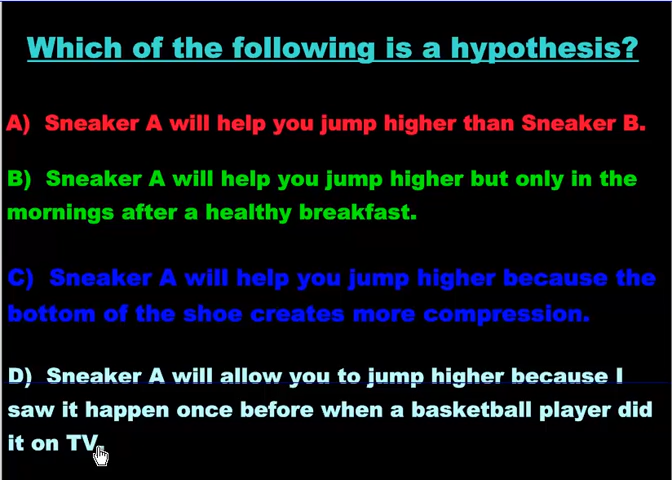 Which of the following is a hypothesis?
A) Sneaker A will help you jump higher than Sneaker B.
B) Sneaker A will help you jump higher but only in the
mornings after a healthy breakfast.
C) Sneaker A will help you jump higher because the
bottom of the shoe creates more compression.
D) Sneaker A will allow you to jump higher because I
saw it happen once before when a basketball player did
it on TV.